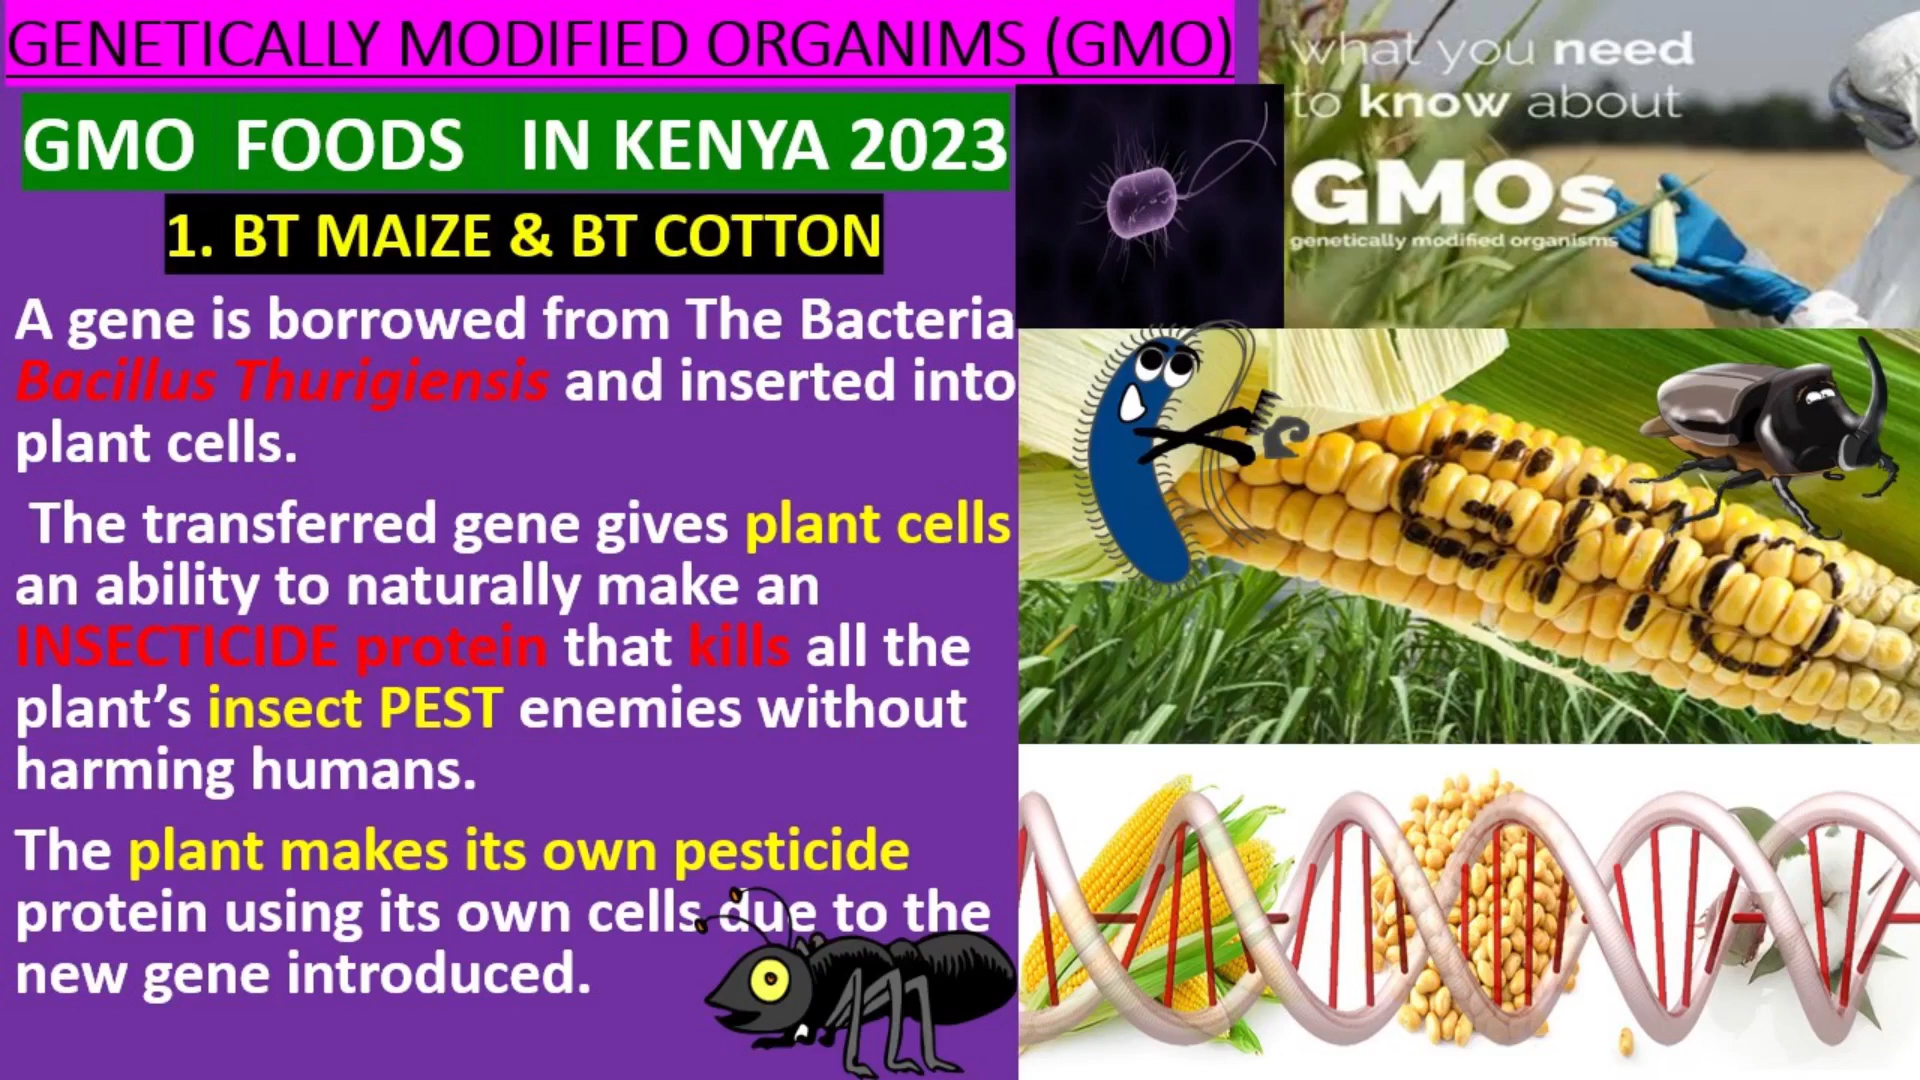 GENETICALLY MODIFIED ORGANIMS (GMO)
GMO FOODS IN KENYA 2023
1. BT MAIZE & BT COTTON
A gene is borrowed from The Bacteria
Bacillus Thurigiensis and inserted into
plant cells.
The transferred gene gives plant cells
an ability to naturally make an
INSECTICIDE protein that kills all the
plant’s insect PEST enemies without
harming humans.
The plant makes its own pesticide
protein using its own cells due to the
new gene introduced.
what you need
to know about
GMOs
genetically modified organisms